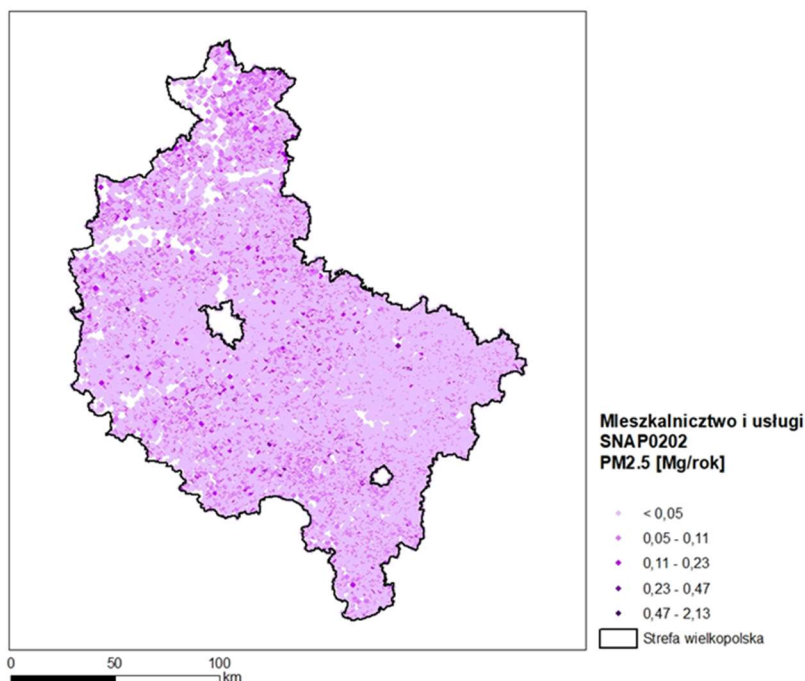 Mieszkalnictwo i usługi
SNAP0202
PM2.5 [Mg/rok]
< 0,05
0,05 - 0,11
0,11 - 0,23
0,23 - 0,47
0,47 - 2,13
Strefa wielkopolska
0 50 100
km